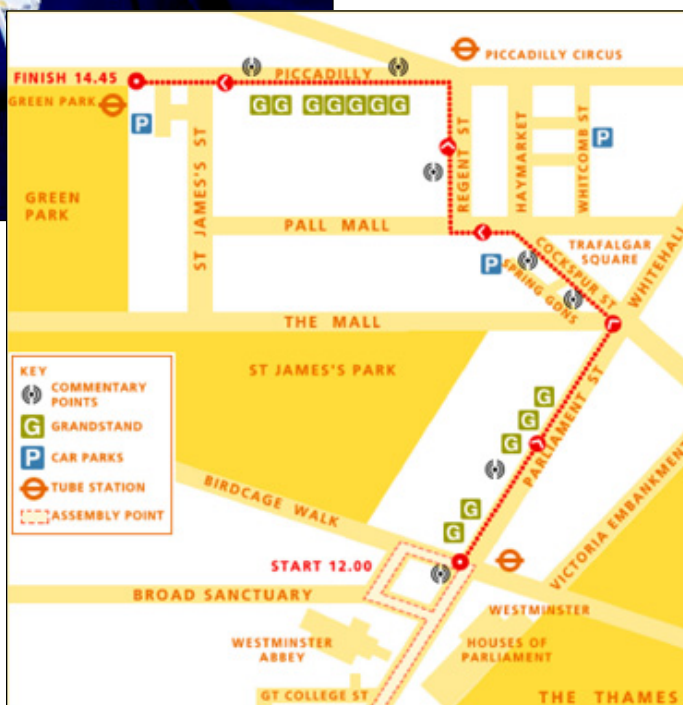 PICCADILLY CIRCUS
FINISH 14.45
PICCADILLY
GREEN PARK
P
G G G G G G G
REGENT ST
HAYMARKET
WHITCOMB ST
P
GREEN
PARK
ST JAMES'S ST
PALL MALL
COCKSPUR ST
TRAFALGAR
SQUARE
WHITEHALL
P
SPRING GDNS
THE MALL
KEY
COMMENTARY
POINTS
G GRANDSTAND
P CAR PARKS
TUBE STATION
ASSEMBLY POINT
ST JAMES'S PARK
G
G
G
PARLIAMENT ST
G
G
BIRDCAGE WALK
VICTORIA EMBANKMENT
START 12.00
BROAD SANCTUARY
WESTMINSTER
WESTMINSTER
ABBEY
HOUSES OF
PARLIAMENT
GT COLLEGE ST
THE THAMES